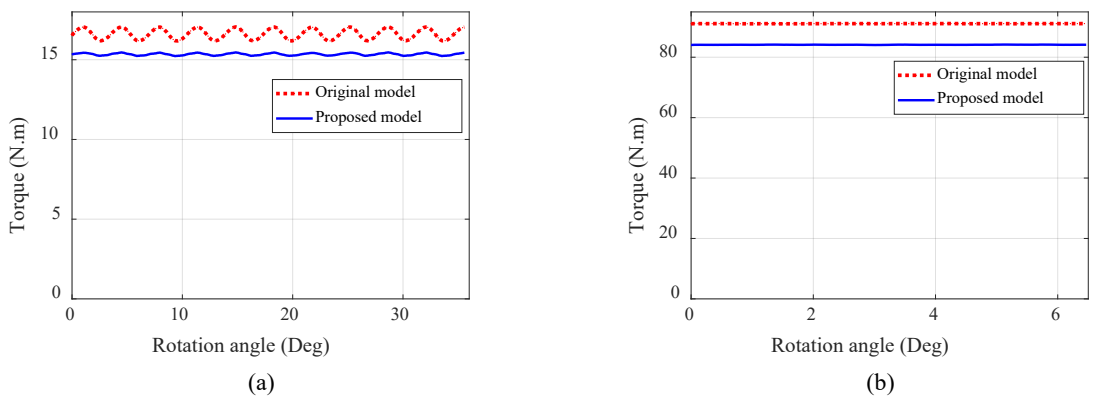 15
10
5
0
0
10
20
30
Torque (N.m)
Rotation angle (Deg)
Original model
Proposed model
(a)
80
60
40
20
0
0
2
4
6
Torque (N.m)
Rotation angle (Deg)
Original model
Proposed model
(b)